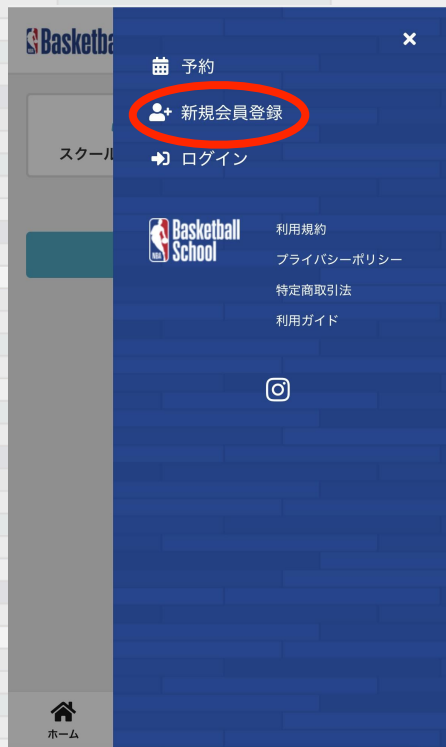 Basketba
スクール
予約
新規会員登録
ログイン
NBA
Basketball
School
利用規約
プライバシーポリシー
特定商取引法
利用ガイド
ホーム